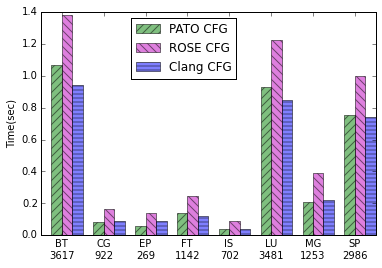 PATO CFG
ROSE CFG
Clang CFG
Time(sec)
1.4
1.2
1.0
0.8
0.6
0.4
0.2
0.0
BT CG EP FT IS LU MG SP
3617 922 269 1142 702 3481 1253 2986